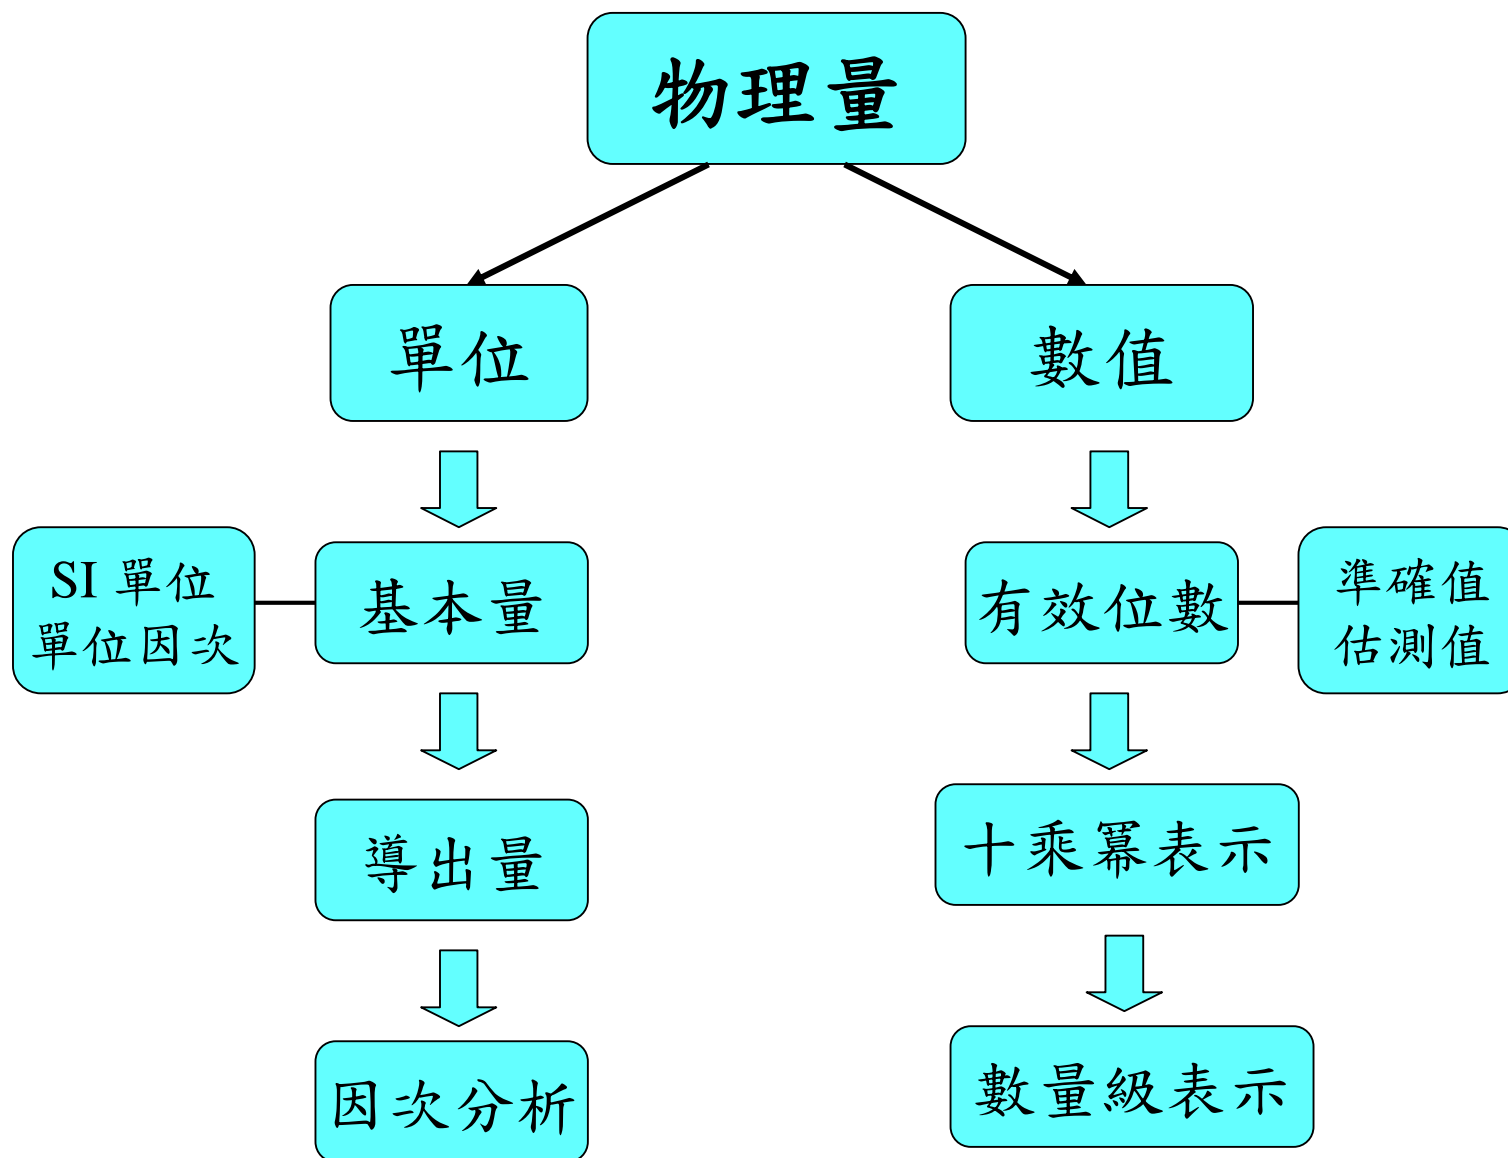 物理量
單位
數值
SI 單位
單位因次
基本量
有效位數
準確值
估測值
導出量
十乘冪表示
因次分析
數量級表示